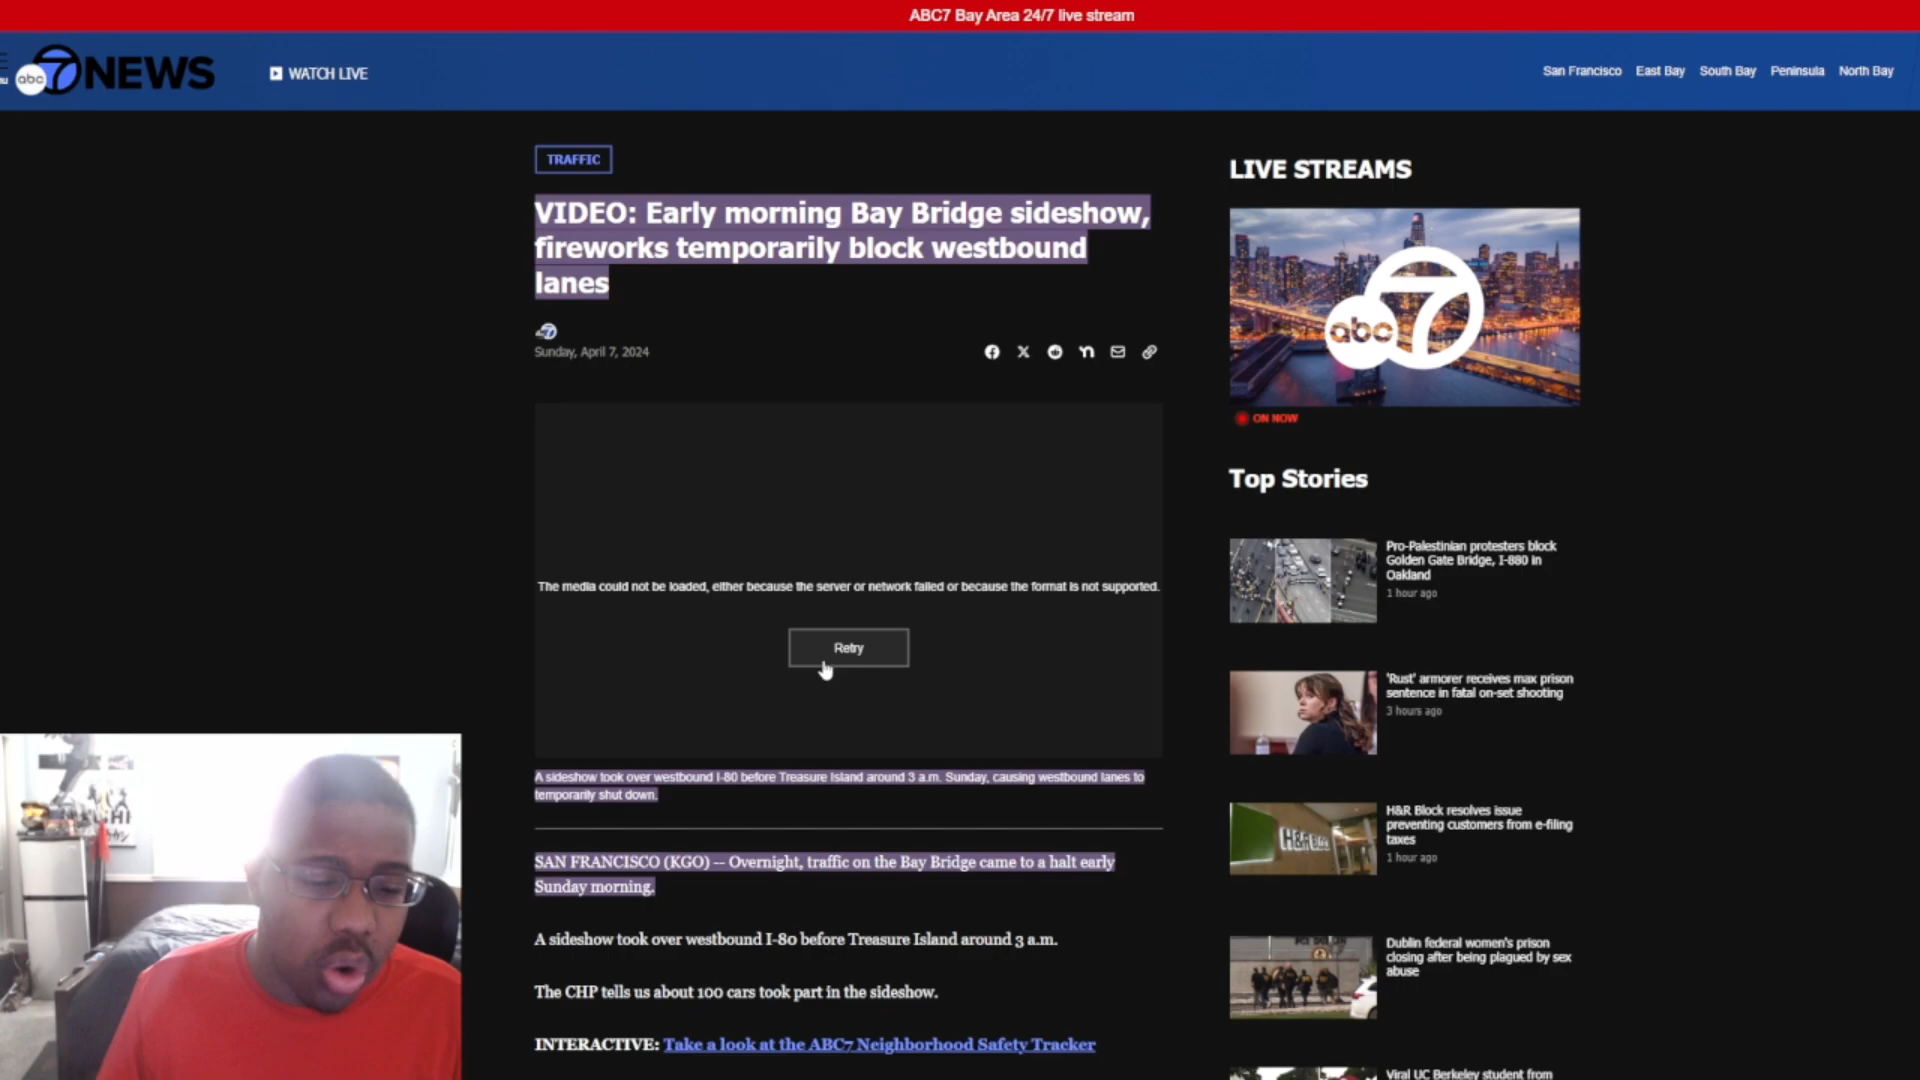 ABC7 Bay Area 24/7 live stream
abc 7 NEWS
WATCH LIVE
San Francisco
East Bay
South Bay
Peninsula
North Bay
TRAFFIC
VIDEO: Early morning Bay Bridge sideshow,
fireworks temporarily block westbound
lanes
Sunday, April 7, 2024
The media could not be loaded, either because the server or network failed or because the format is not supported.
Retry
A sideshow took over westbound I-80 before Treasure Island around 3 a.m. Sunday, causing westbound lanes to
temporarily shut down.
SAN FRANCISCO (KGO) -- Overnight, traffic on the Bay Bridge came to a halt early
Sunday morning.
A sideshow took over westbound I-80 before Treasure Island around 3 a.m.
The CHP tells us about 100 cars took part in the sideshow.
INTERACTIVE: Take a look at the ABC7 Neighborhood Safety Tracker
LIVE STREAMS
abc 7
ON NOW
Top Stories
Pro-Palestinian protesters block
Golden Gate Bridge, I-880 in
Oakland
1 hour ago
'Rust' armorer receives max prison
sentence in fatal on-set shooting
3 hours ago
H&R Block resolves issue
preventing customers from e-filing
taxes
1 hour ago
H&R BLOCK
Dublin federal women's prison
closing after being plagued by sex
abuse
Viral UC Berkeley student from